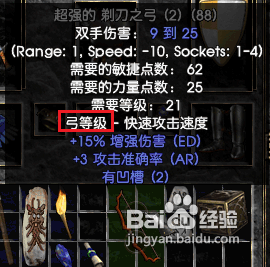 超强的 剃刀之弓 (2) (88)
双手伤害： 9 到 25
(Range: 1, Speed: -10, Sockets: 1-4)
需要的敏捷点数： 62
需要的力量点数： 25
需要等级： 21
弓等级 - 快速攻击速度
+15% 增强伤害 (ED)
+3 攻击准确率 (AR)
有凹槽 (2)
Baidu 经验
jingyan.baidu.com